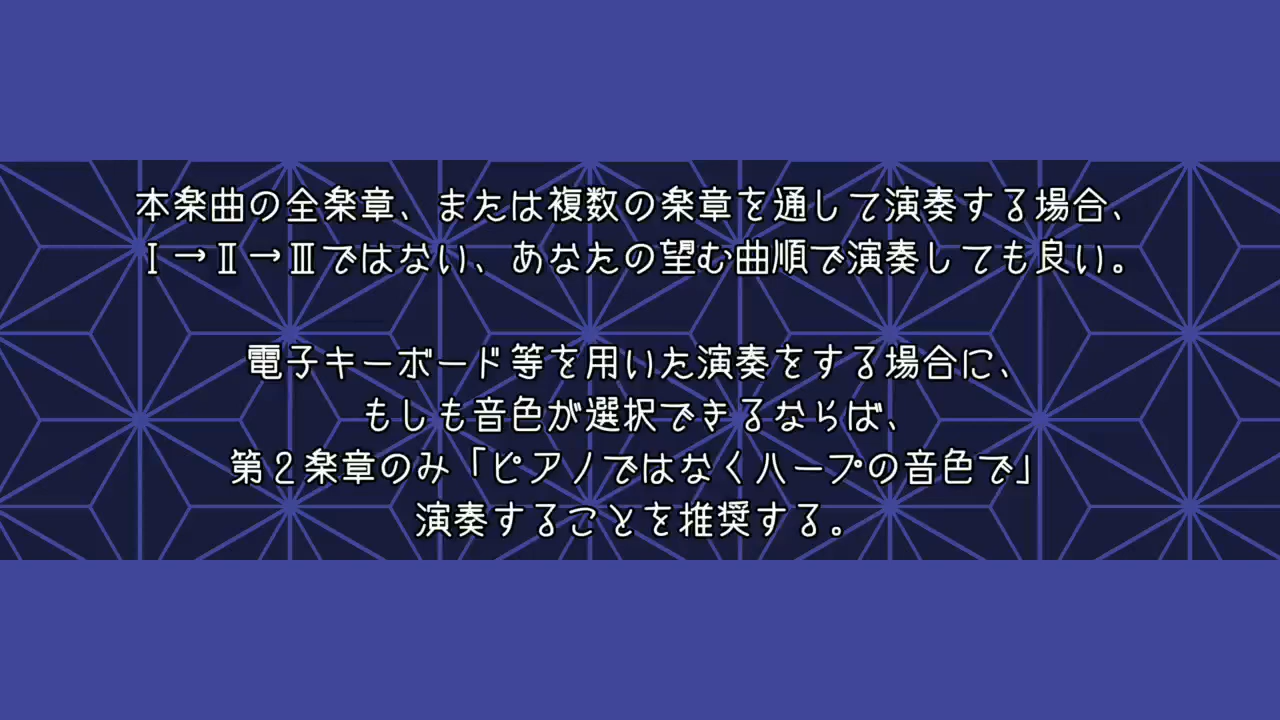 本楽曲の全楽章、または複数の楽章を通して演奏する場合、
Ⅰ→Ⅱ→Ⅲではない、あなたの望む曲順で演奏しても良い。
電子キーボード等を用いた演奏をする場合に、
もしも音色が選択できるならば、
第２楽章のみ「ピアノではなくハープの音色で」
演奏することを推奨する。